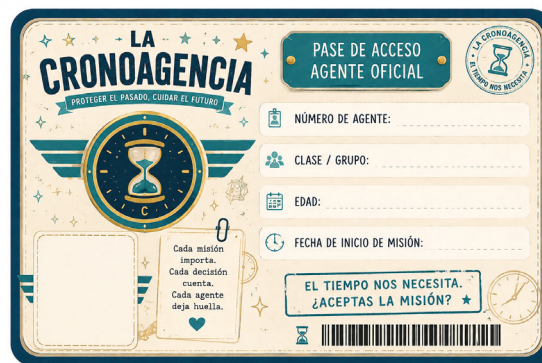 LA
CRONOAGENCIA
PROTEGER EL PASADO, CUIDAR EL FUTURO
C
Cada misión
importa.
Cada decisión
cuenta.
Cada agente
deja huella.
PASE DE ACCESO
AGENTE OFICIAL
LA CRONOAGENCIA
EL TIEMPO NOS NECESITA
NÚMERO DE AGENTE:
CLASE / GRUPO:
EDAD:
FECHA DE INICIO DE MISIÓN:
EL TIEMPO NOS NECESITA.
¿ACEPTAS LA MISIÓN?